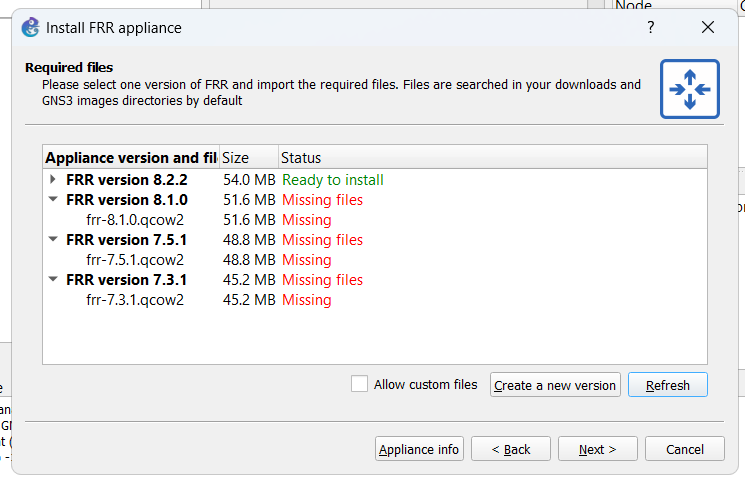 Node
Install FRR appliance
?
Required files
Please select one version of FRR and import the required files. Files are searched in your downloads and
GNS3 images directories by default
Appliance version and fil Size Status
FRR version 8.2.2 54.0 MB Ready to install
FRR version 8.1.0 51.6 MB Missing files
frr-8.1.0.qcow2 51.6 MB Missing
FRR version 7.5.1 48.8 MB Missing files
frr-7.5.1.qcow2 48.8 MB Missing
FRR version 7.3.1 45.2 MB Missing files
frr-7.3.1.qcow2 45.2 MB Missing
Allow custom files Create a new version Refresh
Appliance info < Back Next > Cancel